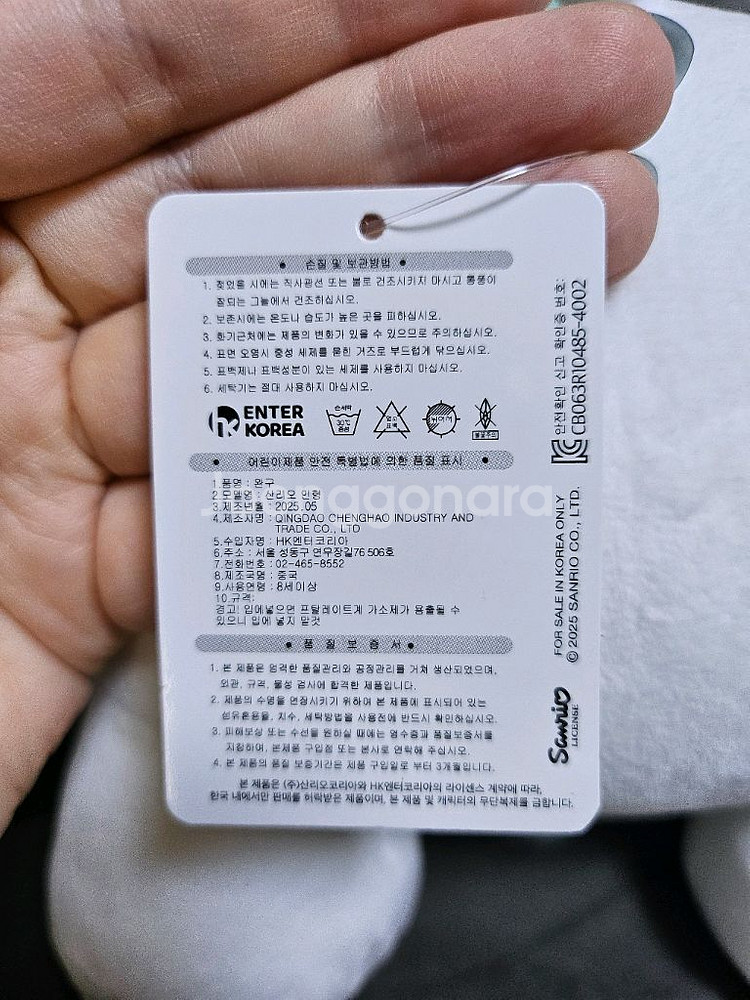 손질 및 보관방법
1. 젖었을 시에는 직사광선 또는 불로 건조시키지 마시고 통풍이
잘되는 그늘에서 건조하십시오.
2. 보존시에는 온도나 습도가 높은 곳을 피하십시오.
3. 화기근처에는 제품의 변화가 있을 수 있으므로 주의하십시오.
4. 표면 오염시 중성 세제를 묻힌 거즈로 부드럽게 닦으십시오.
5. 표백제나 표백성분이 있는 세제를 사용하지 마십시오.
6. 세탁기는 절대 사용하지 마십시오.
ENTER
KOREA
손세탁
30℃
중성
염소
표백
드라이
불꽃주의
어린이제품 안전 특별법에 의한 품질 표시
1.품명 : 완구
2.모델명 : 산리오 인형
3.제조년월 : 2025.05
4.제조자명 : QINGDAO CHENGHAO INDUSTRY AND
TRADE CO., LTD
5.수입자명 : HK엔터코리아
6.주소 : 서울 성동구 연무장길76 506호
7.전화번호 : 02-465-8552
8.제조국명 : 중국
9.사용연령 : 8세이상
10.규격:
경고! 입에넣으면 프탈레이트계 가소제가 용출될 수
있으니 입에 넣지 말것
품질보증서
1. 본 제품은 엄격한 품질관리와 공정관리를 거쳐 생산되었으며,
외관, 규격, 물성 검사에 합격한 제품입니다.
2. 제품의 수명을 연장시키기 위하여 본 제품에 표시되어 있는
섬유혼용율, 치수, 세탁방법을 사용전에 반드시 확인하십시오.
3. 피해보상 또는 수선을 원하실 때에는 영수증과 품질보증서를
지참하여, 본제품 구입점 또는 본사로 연락해 주십시오.
4. 본 제품의 품질 보증기간은 제품 구입일로 부터 3개월입니다.
본 제품은 (주)산리오코리아와 HK엔터코리아의 라이센스 계약에 따라,
한국 내에서만 판매를 허락받은 제품이며, 본 제품 및 캐릭터의 무단복제를 금합니다.
안전확인 신고 확인증 번호:
CB063R10485-4002
FOR SALE IN KOREA ONLY
© 2025 SANRIO CO., LTD.
Sanrio
LICENSE
Joonggonara